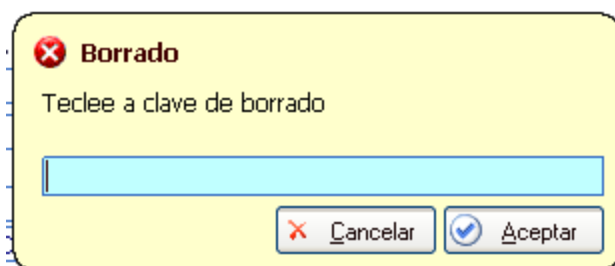 Borrado
Teclee a clave de borrado
Cancelar
Aceptar